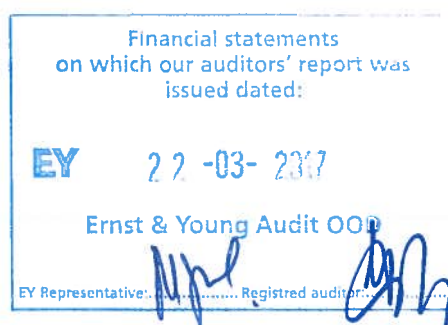 Financial statements
on which our auditors' report was
issued dated:
EY 22 -03- 2017
Ernst & Young Audit OOD
EY Representative:.................... Registred auditor:....................